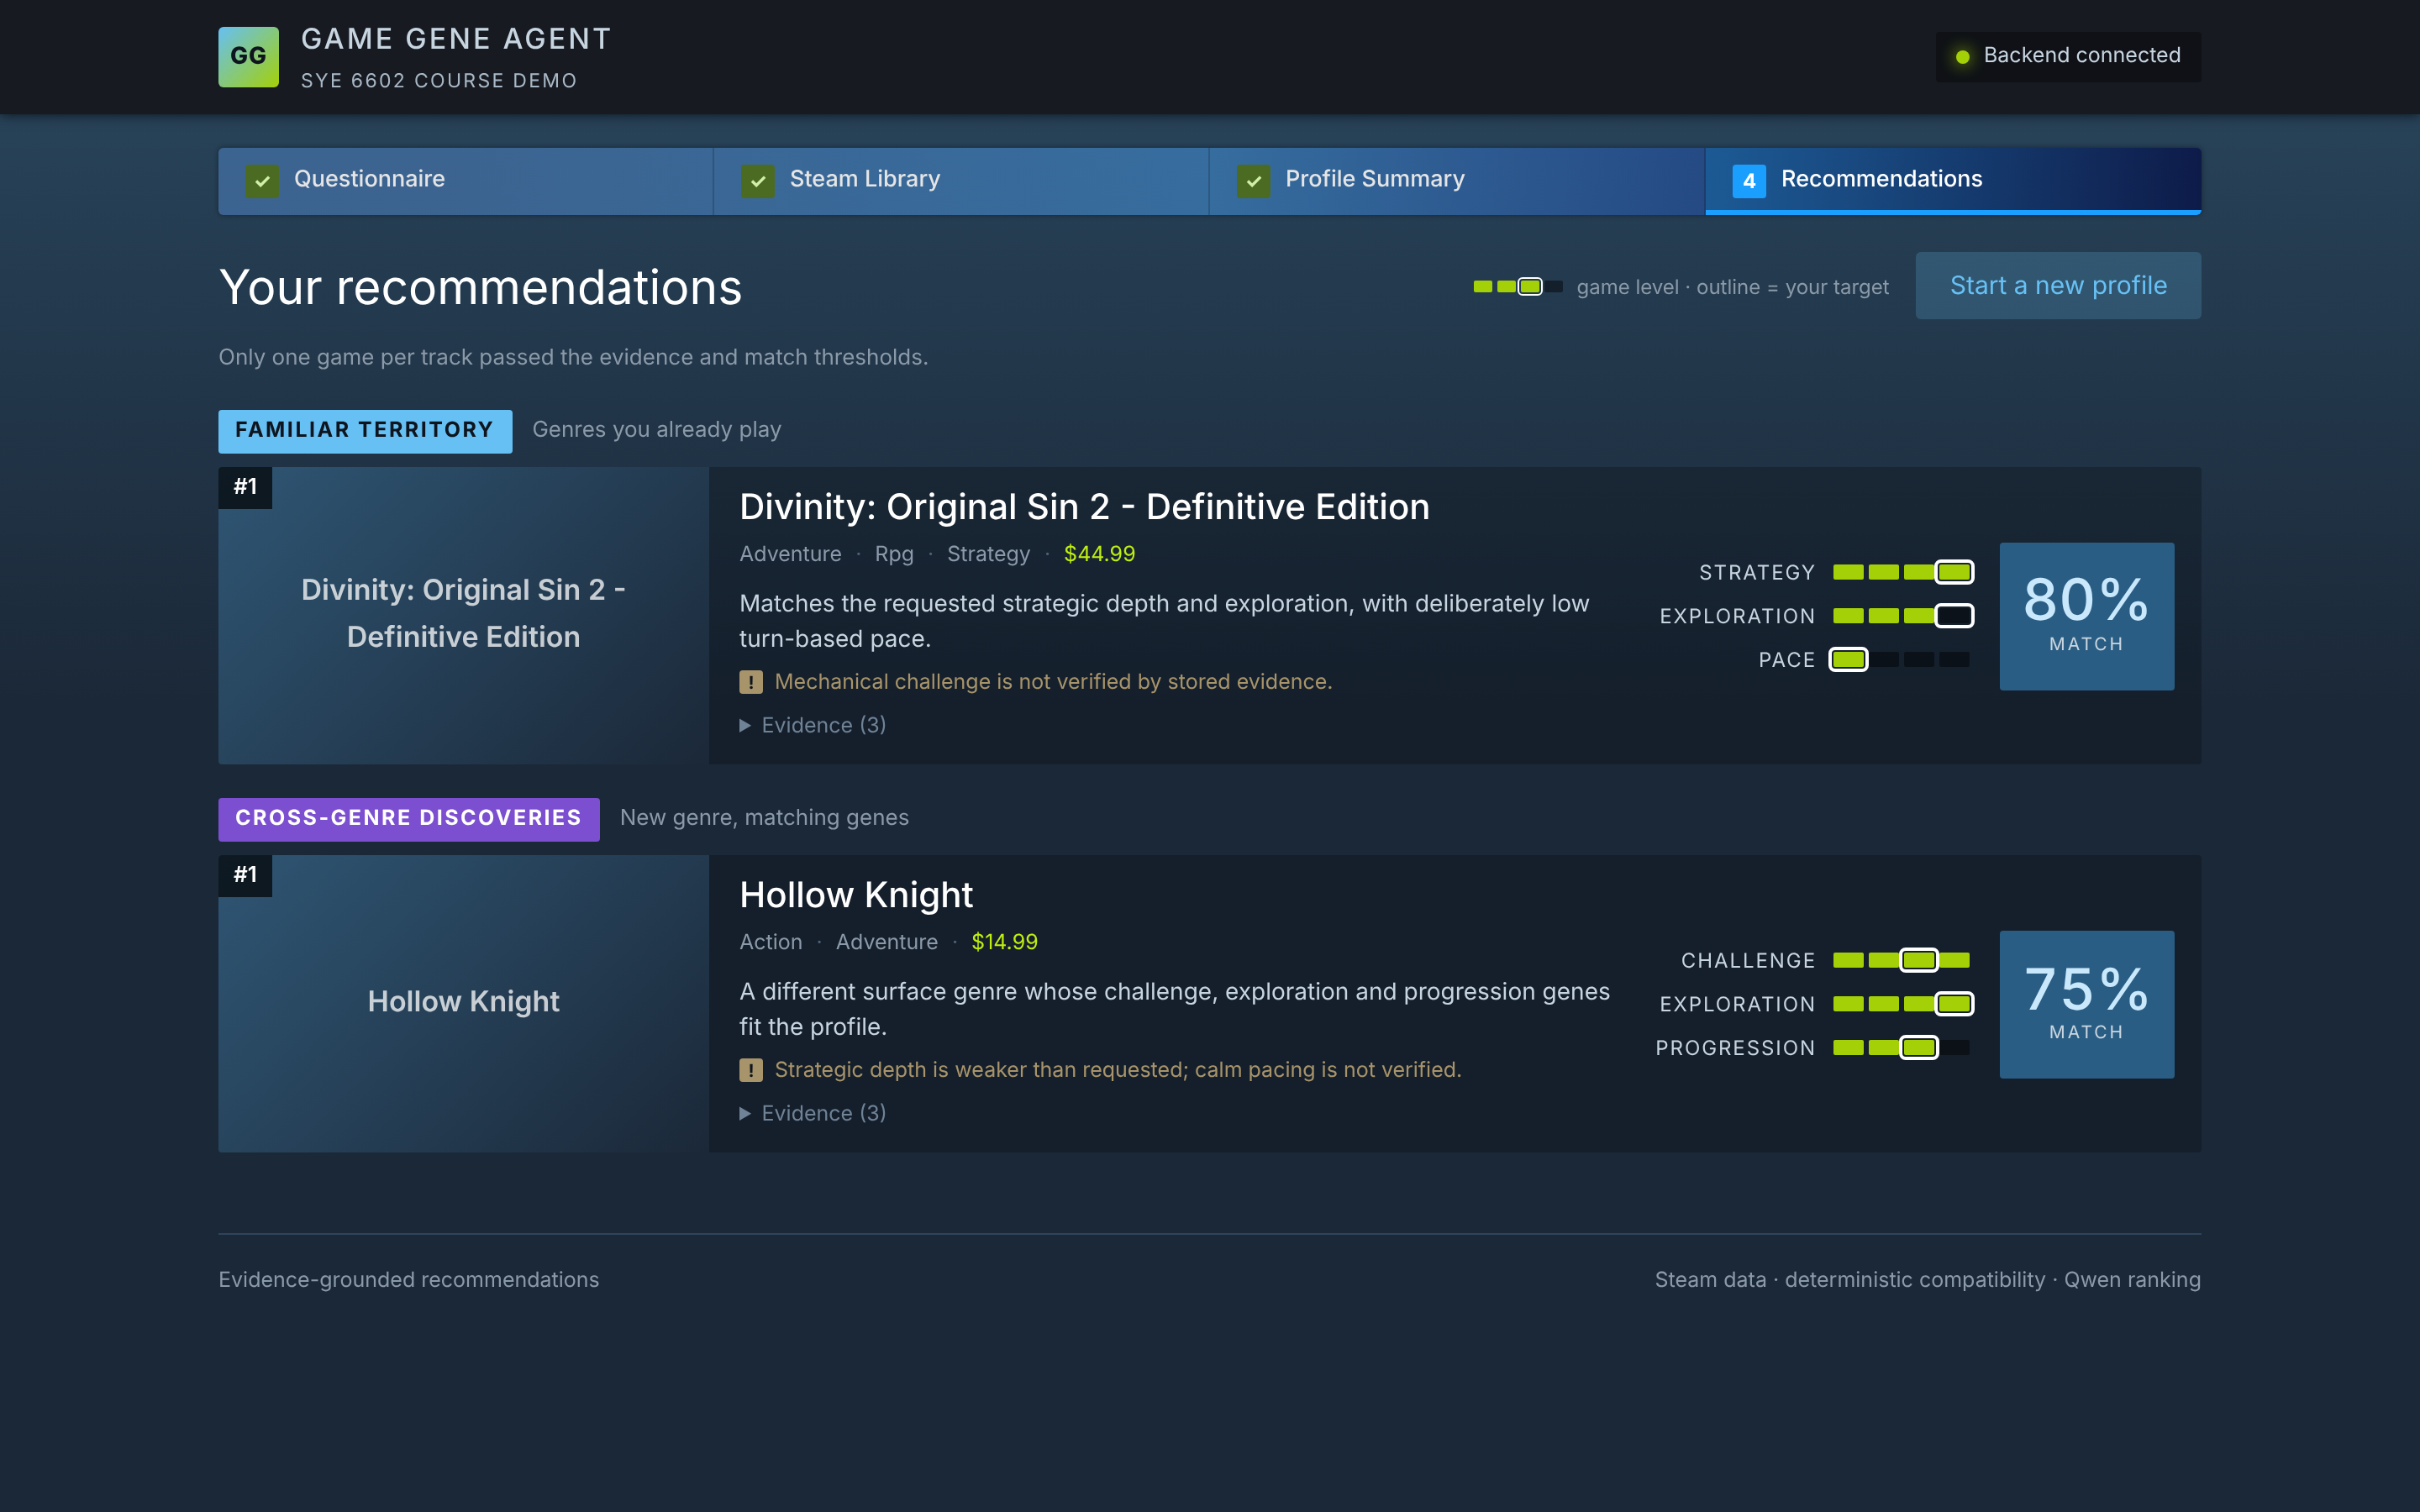 GG
GAME GENE AGENT
SYE 6602 COURSE DEMO
Backend connected
Questionnaire
Steam Library
Profile Summary
4 Recommendations
Your recommendations
game level · outline = your target
Start a new profile
Only one game per track passed the evidence and match thresholds.
FAMILIAR TERRITORY
Genres you already play
#1
Divinity: Original Sin 2 -
Definitive Edition
Divinity: Original Sin 2 - Definitive Edition
Adventure · Rpg · Strategy · $44.99
Matches the requested strategic depth and exploration, with deliberately low
turn-based pace.
! Mechanical challenge is not verified by stored evidence.
Evidence (3)
STRATEGY
EXPLORATION
PACE
80%
MATCH
CROSS-GENRE DISCOVERIES
New genre, matching genes
#1
Hollow Knight
Hollow Knight
Action · Adventure · $14.99
A different surface genre whose challenge, exploration and progression genes
fit the profile.
! Strategic depth is weaker than requested; calm pacing is not verified.
Evidence (3)
CHALLENGE
EXPLORATION
PROGRESSION
75%
MATCH
Evidence-grounded recommendations
Steam data · deterministic compatibility · Qwen ranking